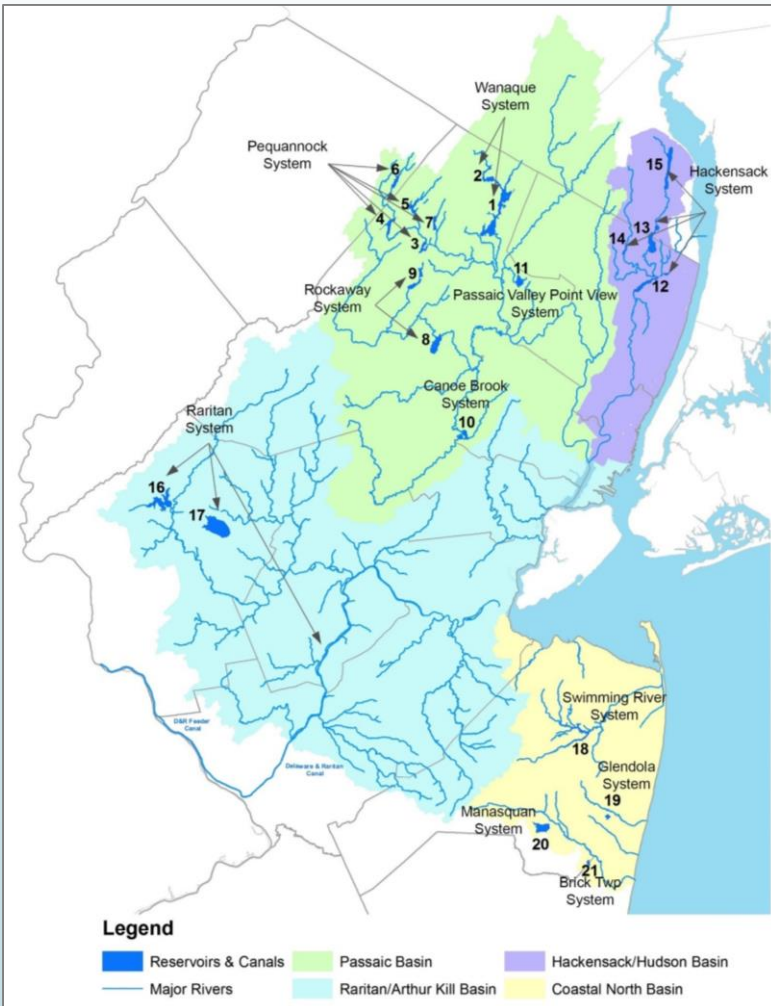 Wanaque
System
Pequannock
System
6
15
Hackensack
System
2
1
5
4
7
3
13
14
9
11
Rockaway
System
Passaic Valley Point View
System
12
8
Canoe Brook
System
10
Raritan
System
16
17
D&R Feeder
Canal
Delaware & Raritan
Canal
Swimming River
System
18
Glendola
System
19
Manasquan
System
20
21
Brick Twp
System
Legend
Reservoirs & Canals
Passaic Basin
Hackensack/Hudson Basin
Major Rivers
Raritan/Arthur Kill Basin
Coastal North Basin